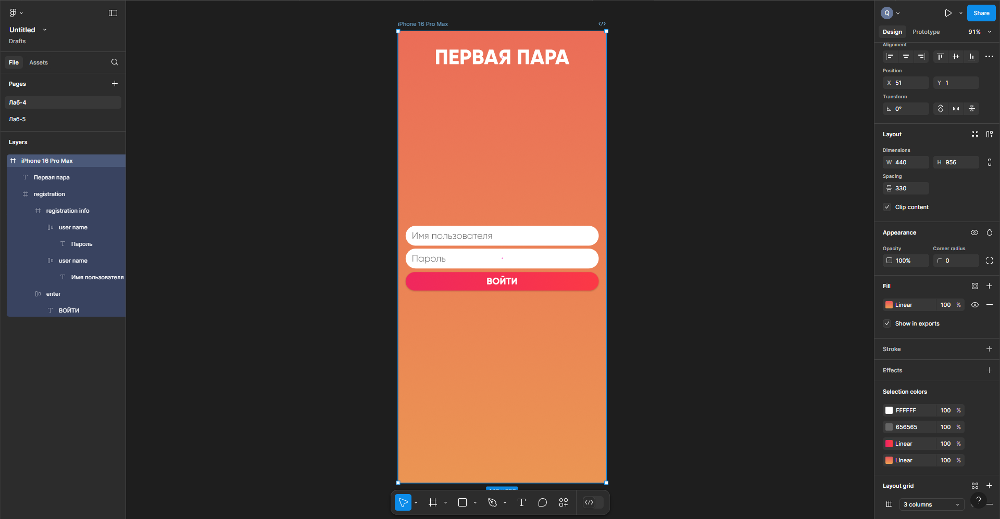 Untitled
Drafts
File
Assets
Pages
Лаб-4
Лаб-5
Layers
iPhone 16 Pro Max
Первая пара
registration
registration info
user name
Пароль
user name
Имя пользователя
enter
ВОЙТИ
iPhone 16 Pro Max
</>
ПЕРВАЯ ПАРА
Имя пользователя
Пароль
ВОЙТИ
</>
Q
Share
Design
Prototype
91%
Alignment
Position
X 51
Y 1
Transform
0°
Layout
Dimensions
W 440
H 956
Spacing
330
Clip content
Appearance
Opacity
Corner radius
100%
0
Fill
Linear 100 %
Show in exports
Stroke
Effects
Selection colors
FFFFFF 100 %
656565 100 %
Linear 100 %
Linear 100 %
Layout grid
3 columns
?